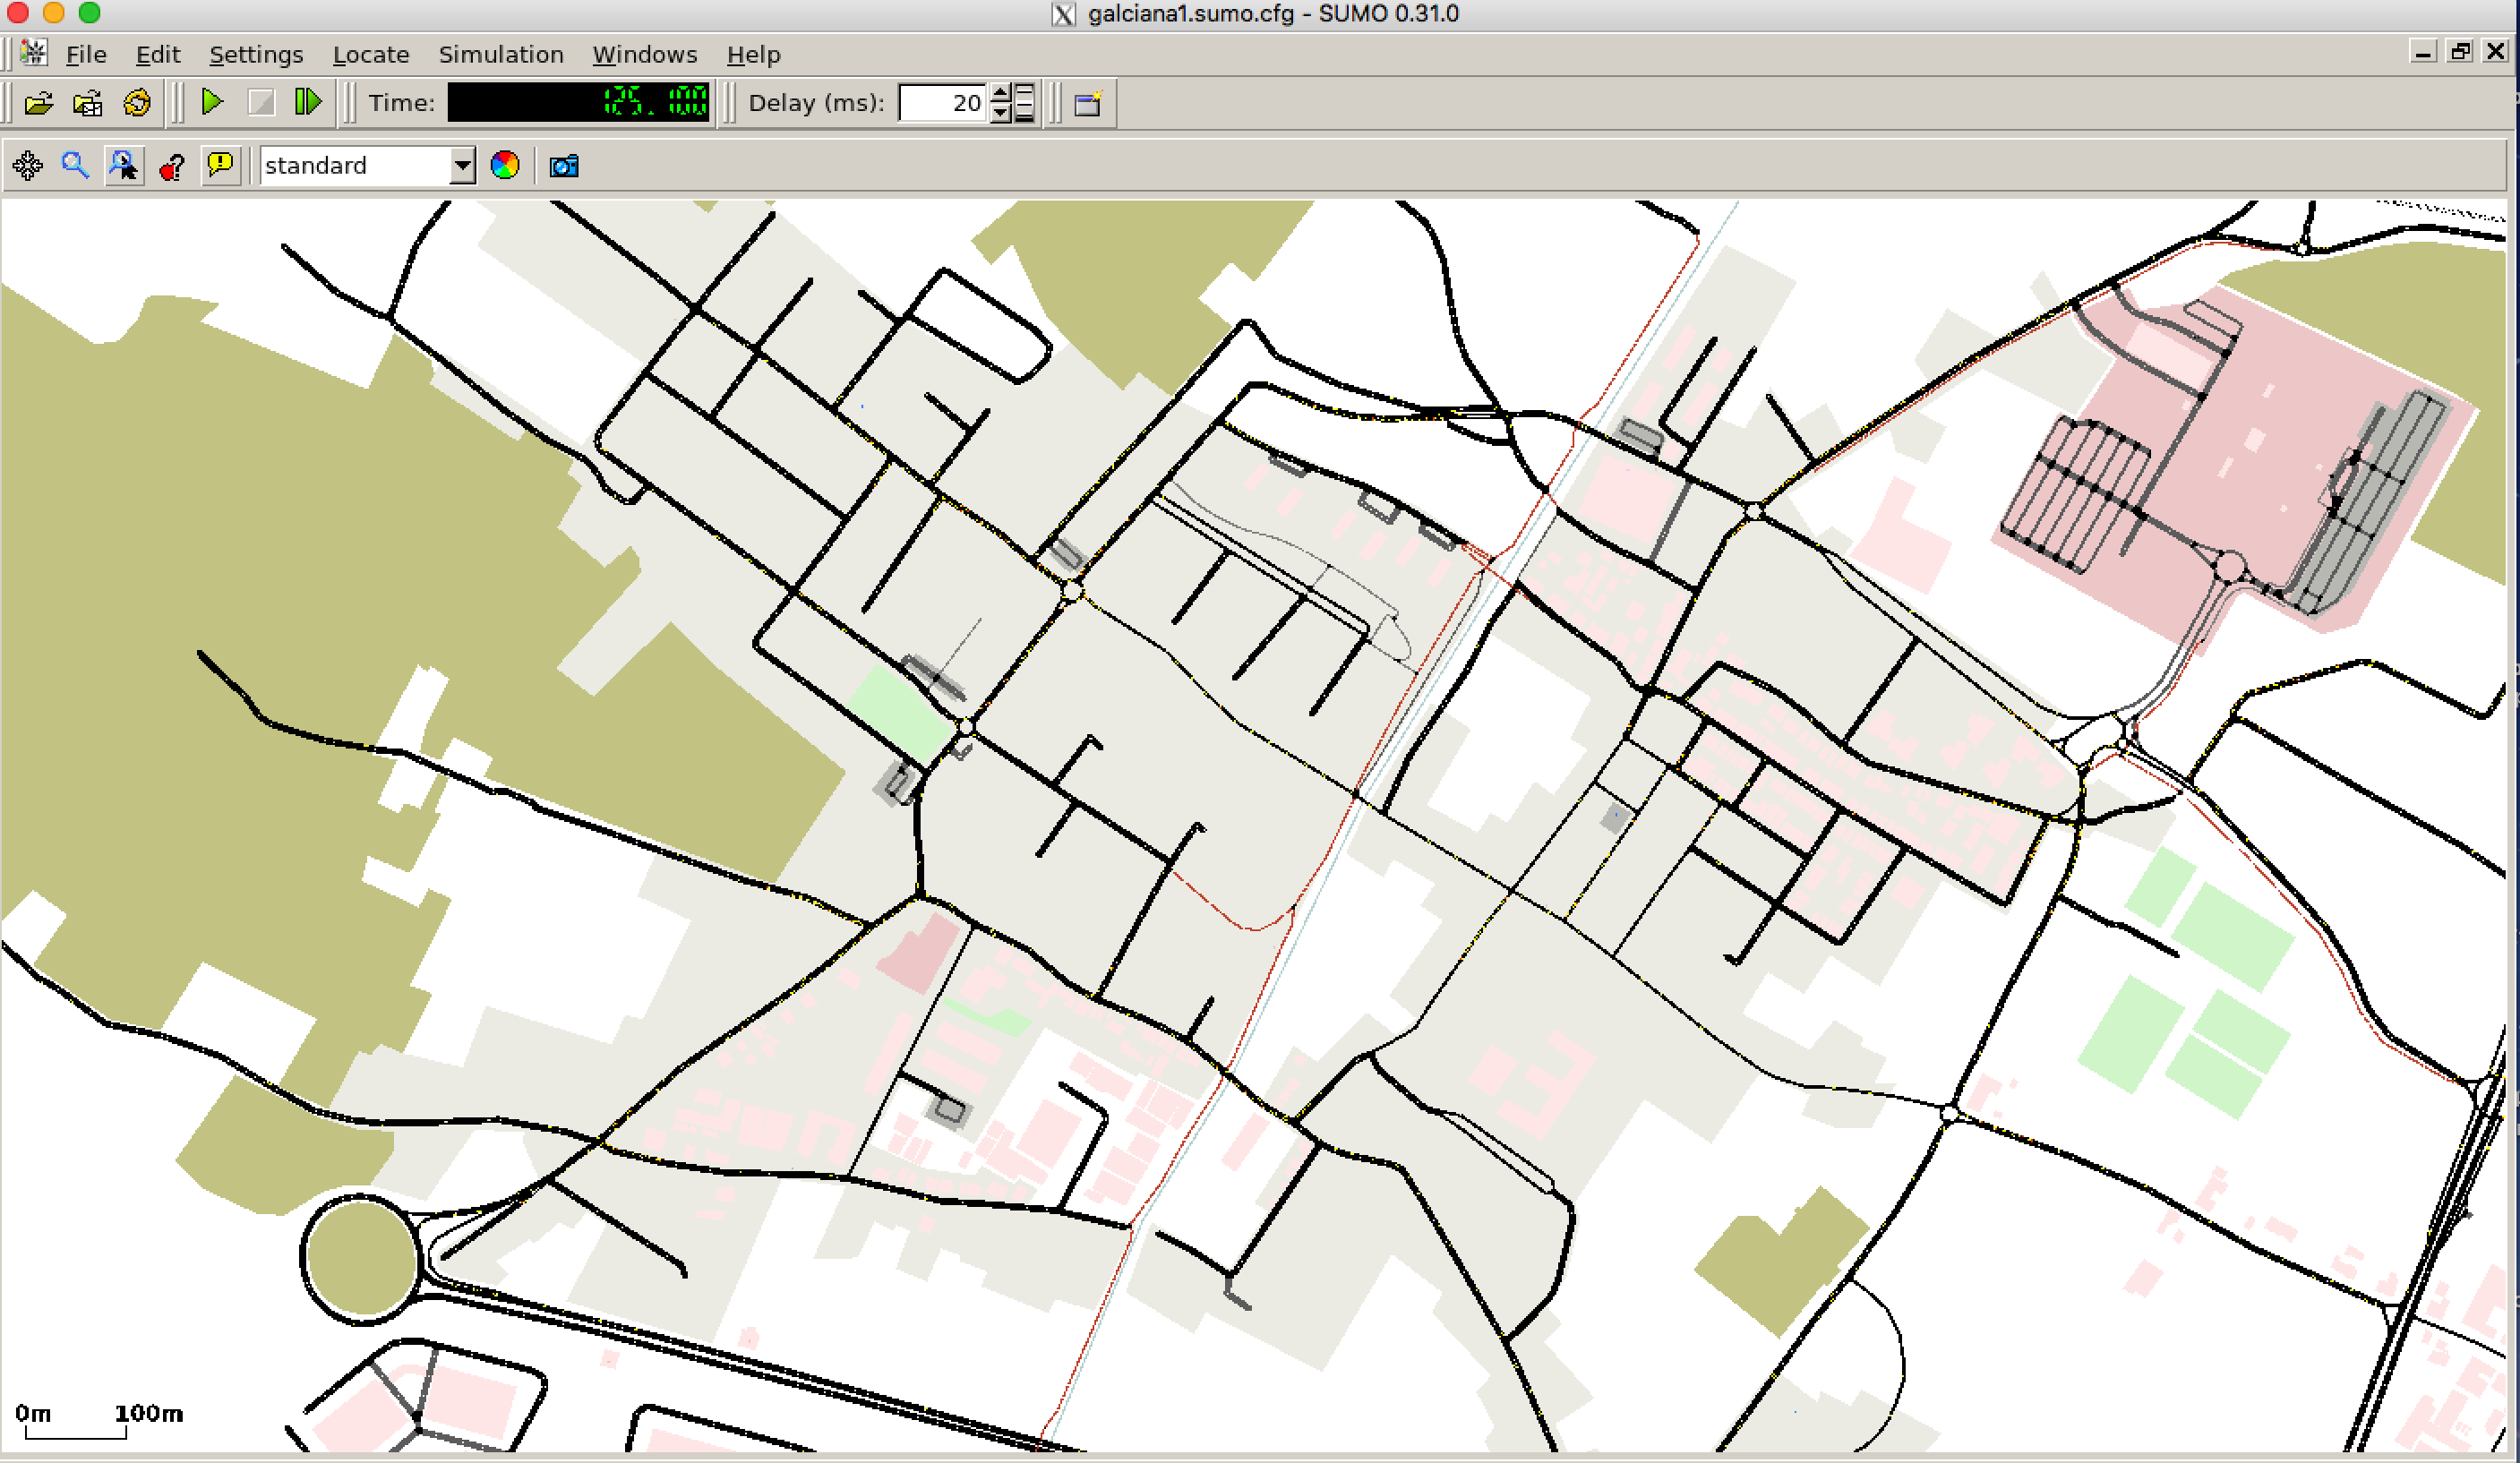 galciana1.sumo.cfg - SUMO 0.31.0
File Edit Settings Locate Simulation Windows Help
Time: 125.100 Delay (ms): 20
standard
0m 100m